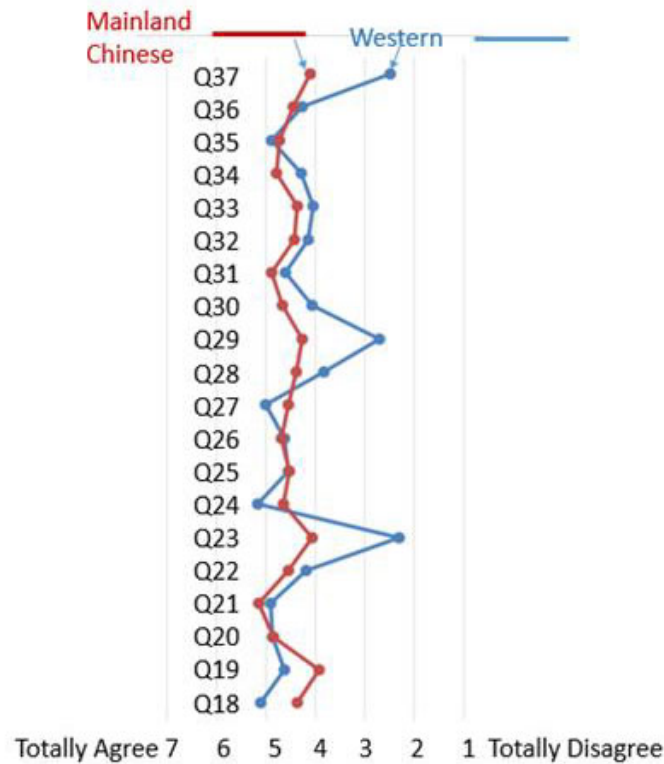 Mainland
Chinese
Western
Q37
Q36
Q35
Q34
Q33
Q32
Q31
Q30
Q29
Q28
Q27
Q26
Q25
Q24
Q23
Q22
Q21
Q20
Q19
Q18
Totally Agree 7 6 5 4 3 2 1 Totally Disagree